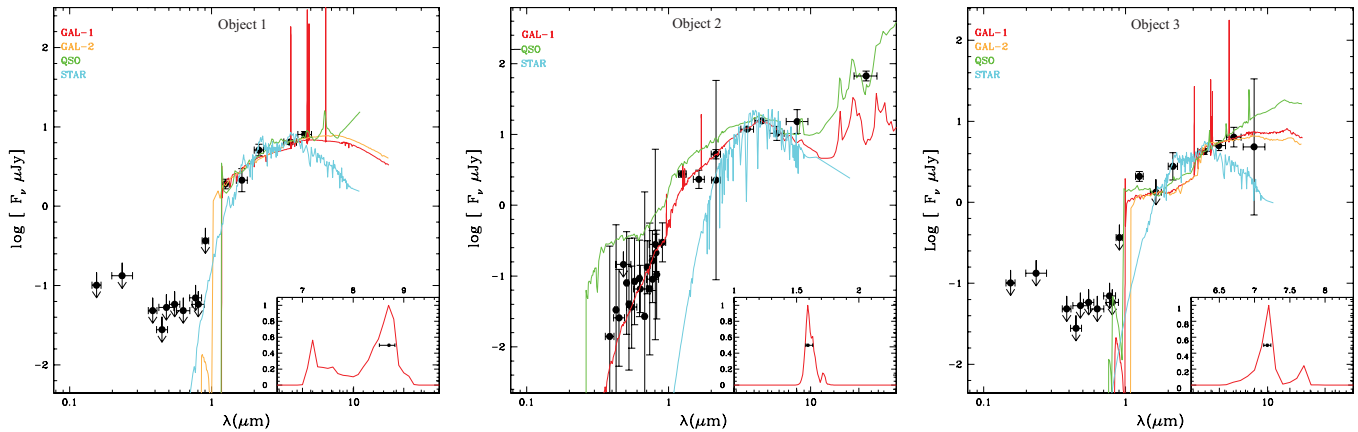 Object 1
GAL-1
GAL-2
QSO
STAR
log [ Fν μJy]
2
1
0
-1
-2
0.1
1
10
λ(μm)
7
8
9
1
0.8
0.6
0.4
0.2
0
Object 2
GAL-1
QSO
STAR
log [ Fν μJy]
2
1
0
-1
-2
0.1
1
10
λ(μm)
1
2
3
1
0.8
0.6
0.4
0.2
0
Object 3
GAL-1
GAL-2
QSO
STAR
Log [ Fν μJy]
2
1
0
-1
-2
0.1
1
10
λ(μm)
6.5
7
7.5
8
1
0.8
0.6
0.4
0.2
0